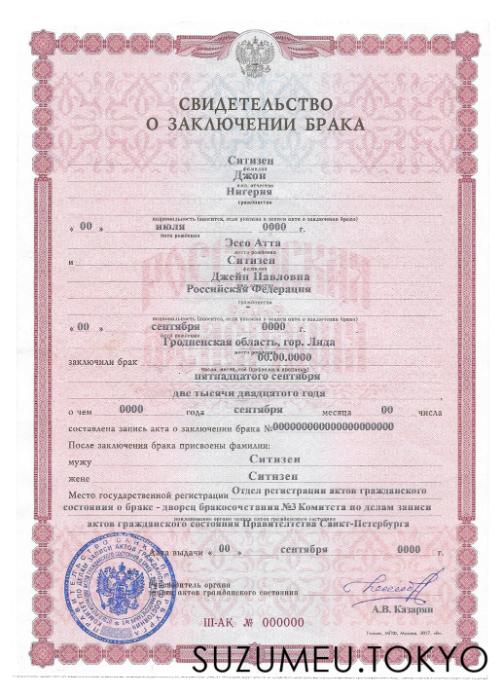 СВИДЕТЕЛЬСТВО
О ЗАКЛЮЧЕНИИ БРАКА
Ситизен
фамилия
Джон
имя, отчество
Нигерия
гражданство
национальность (вносится, если указана в записи акта о заключении брака)
« 00 » июля 0000 г.
дата рождения
Эссо Атта
место рождения
и Ситизен
фамилия
Джейн Павловна
Российская Федерация
гражданство
национальность (вносится, если указана в записи акта о заключении брака)
« 00 » сентября 0000 г.
дата рождения
Гродненская область, гор. Лида
место рождения
заключили брак 00.00.0000
число, месяц, год (цифрами и прописью)
пятнадцатого сентября
две тысячи двадцатого года
о чем 0000 года сентября месяца 00 числа
составлена запись акта о заключении брака №000000000000000000000
После заключения брака присвоены фамилии:
мужу Ситизен
жене Ситизен
Место государственной регистрации Отдел регистрации актов гражданского
состояния о браке - дворец бракосочетания №3 Комитета по делам записи
наименование органа записи актов гражданского состояния
актов гражданского состояния Правительства Санкт-Петербурга
Дата выдачи « 00 » сентября 0000 г.
Руководитель органа
записи актов гражданского состояния
А.В. Казарян
III-АК № 000000
SUZUMEU.TOKYO